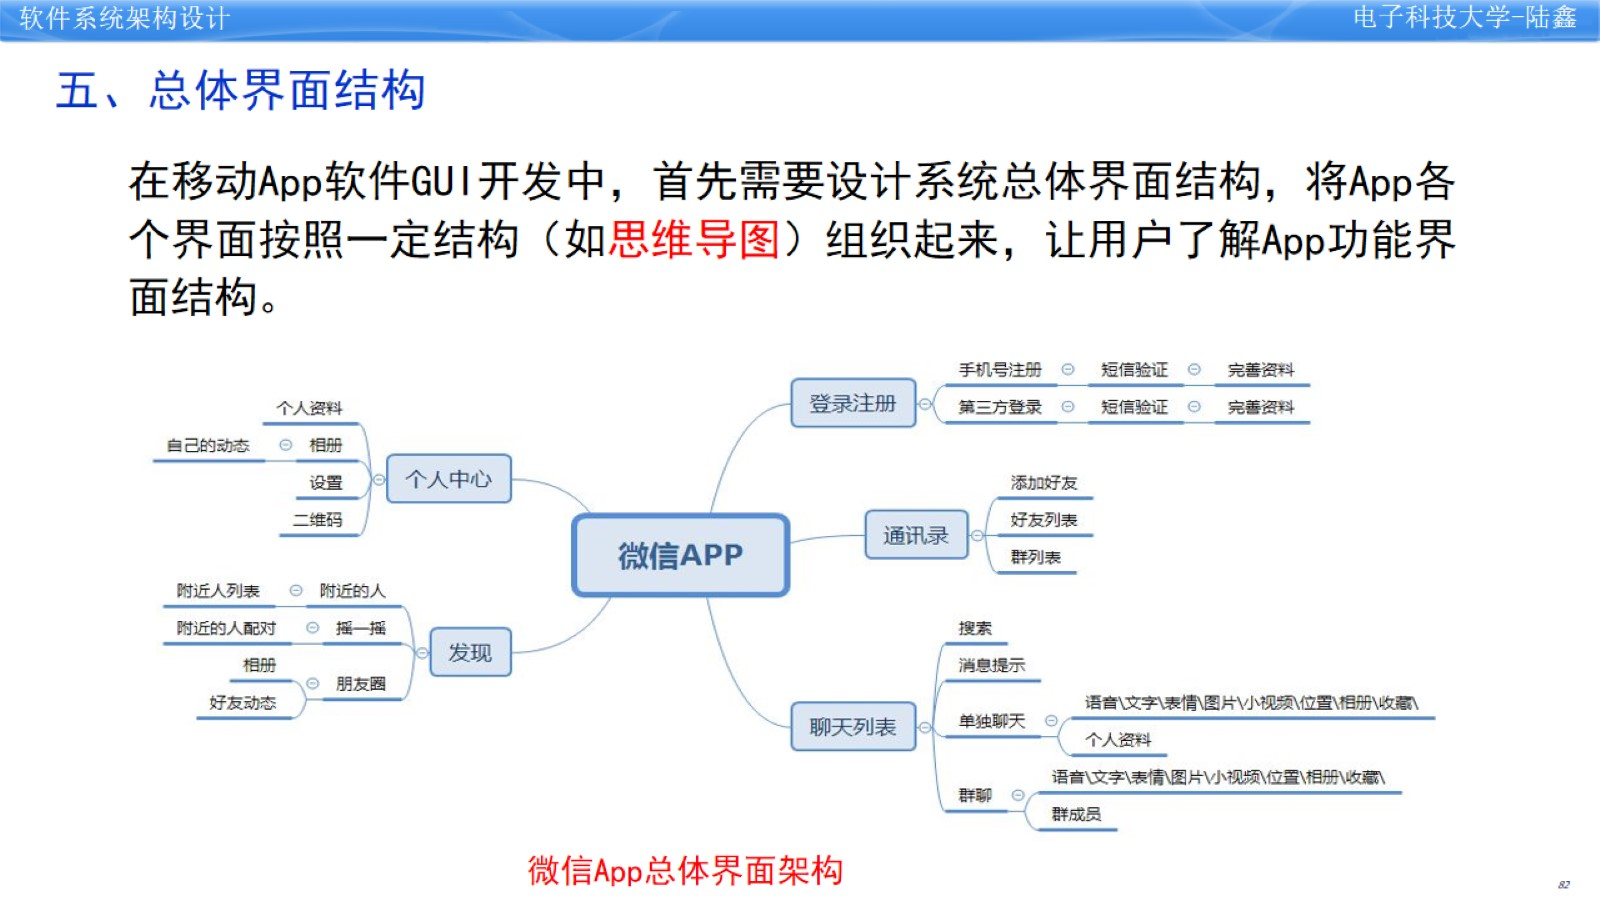 软件系统架构设计
电子科技大学-陆鑫
五、总体界面结构
在移动App软件GUI开发中，首先需要设计系统总体界面结构，将App各
个界面按照一定结构（如思维导图）组织起来，让用户了解App功能界
面结构。
微信APP
登录注册
手机号注册
短信验证
完善资料
第三方登录
短信验证
完善资料
通讯录
添加好友
好友列表
群列表
聊天列表
搜索
消息提示
单独聊天
语音\文字\表情\图片\小视频\位置\相册\收藏\
个人资料
群聊
语音\文字\表情\图片\小视频\位置\相册\收藏\
群成员
个人中心
个人资料
相册
自己的动态
设置
二维码
发现
附近的人
附近人列表
摇一摇
附近的人配对
朋友圈
相册
好友动态
微信App总体界面架构
82